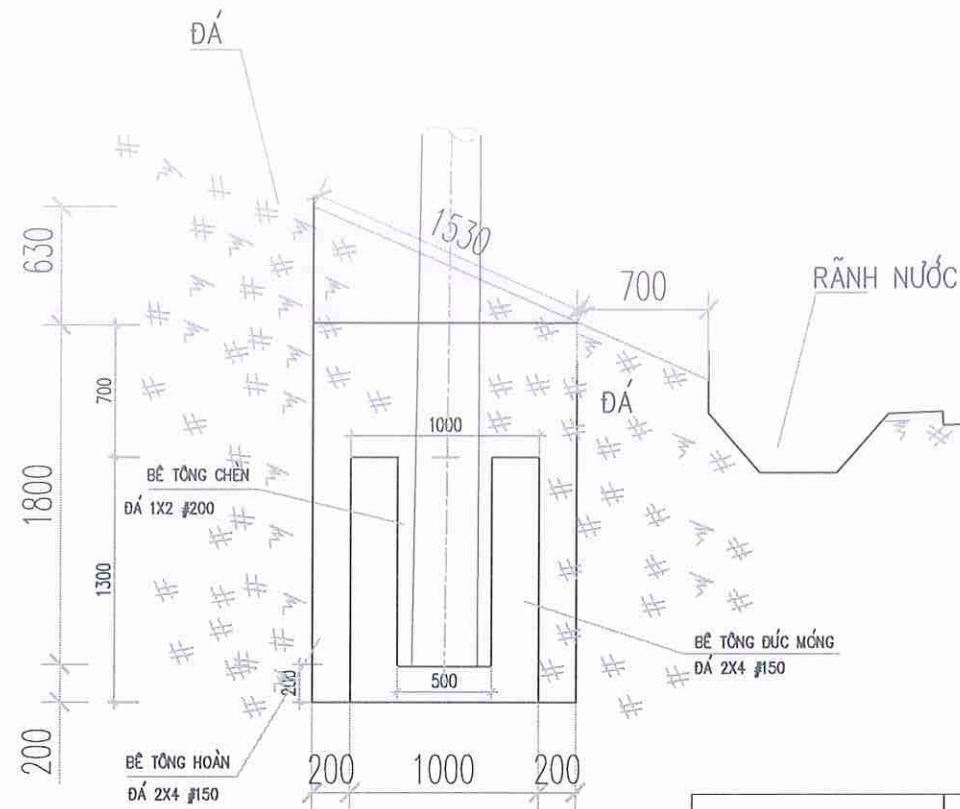 ĐÁ
630
1530
700
RÃNH NƯỚC
700
ĐÁ
1000
BÊ TÔNG CHÈN
ĐÁ 1X2 #200
1800
1300
BÊ TÔNG ĐÚC MÓNG
ĐÁ 2X4 #150
500
200
200
BÊ TÔNG HOÀN
ĐÁ 2X4 #150
200
1000
200